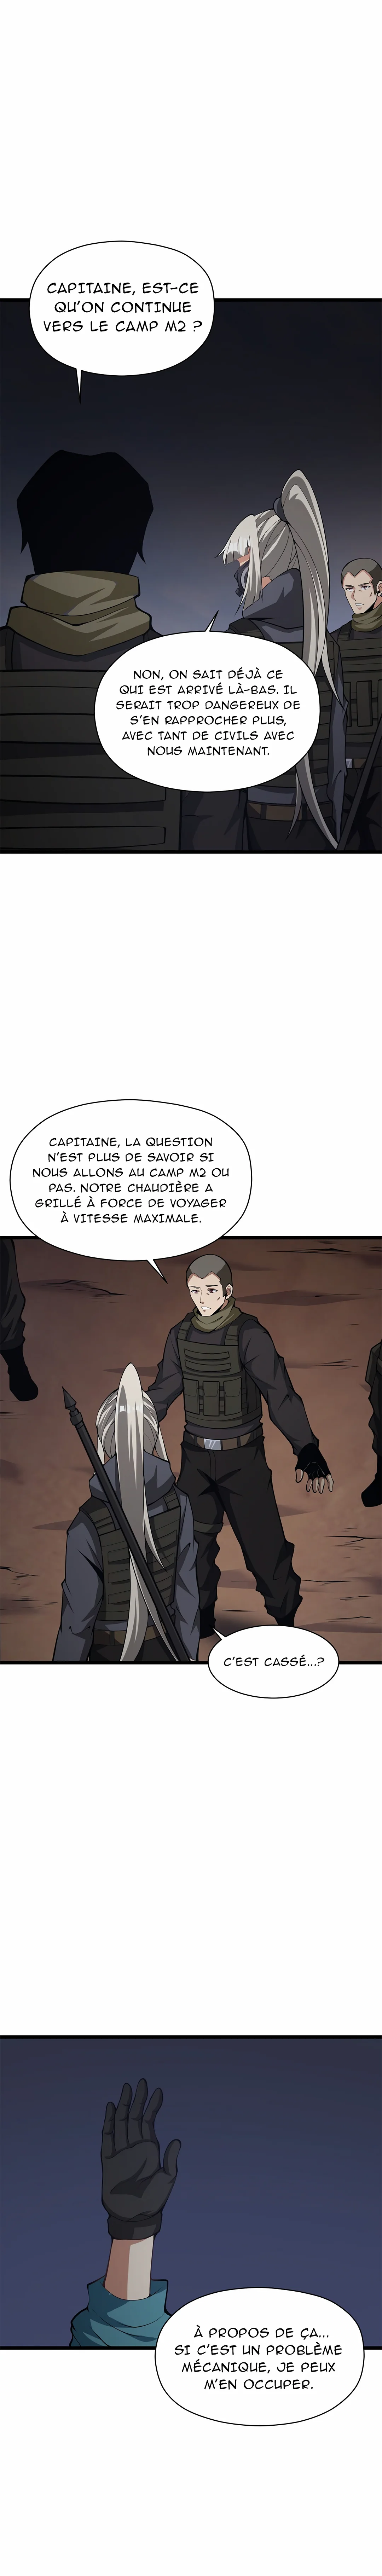 CAPITAINE, EST-CE
QU'ON CONTINUE
VERS LE CAMP M2 ?
NON, ON SAIT DÉJÀ CE
QUI EST ARRIVÉ LÀ-BAS. IL
SERAIT TROP DANGEREUX DE
S'EN RAPPROCHER PLUS,
AVEC TANT DE CIVILS AVEC
NOUS MAINTENANT.
CAPITAINE, LA QUESTION
N'EST PLUS DE SAVOIR SI
NOUS ALLONS AU CAMP M2 OU
PAS. NOTRE CHAUDIÈRE A
GRILLÉ À FORCE DE VOYAGER
À VITESSE MAXIMALE.
C'EST CASSÉ...?
À PROPOS DE ÇA...
SI C'EST UN PROBLÈME
MÉCANIQUE, JE PEUX
M'EN OCCUPER.